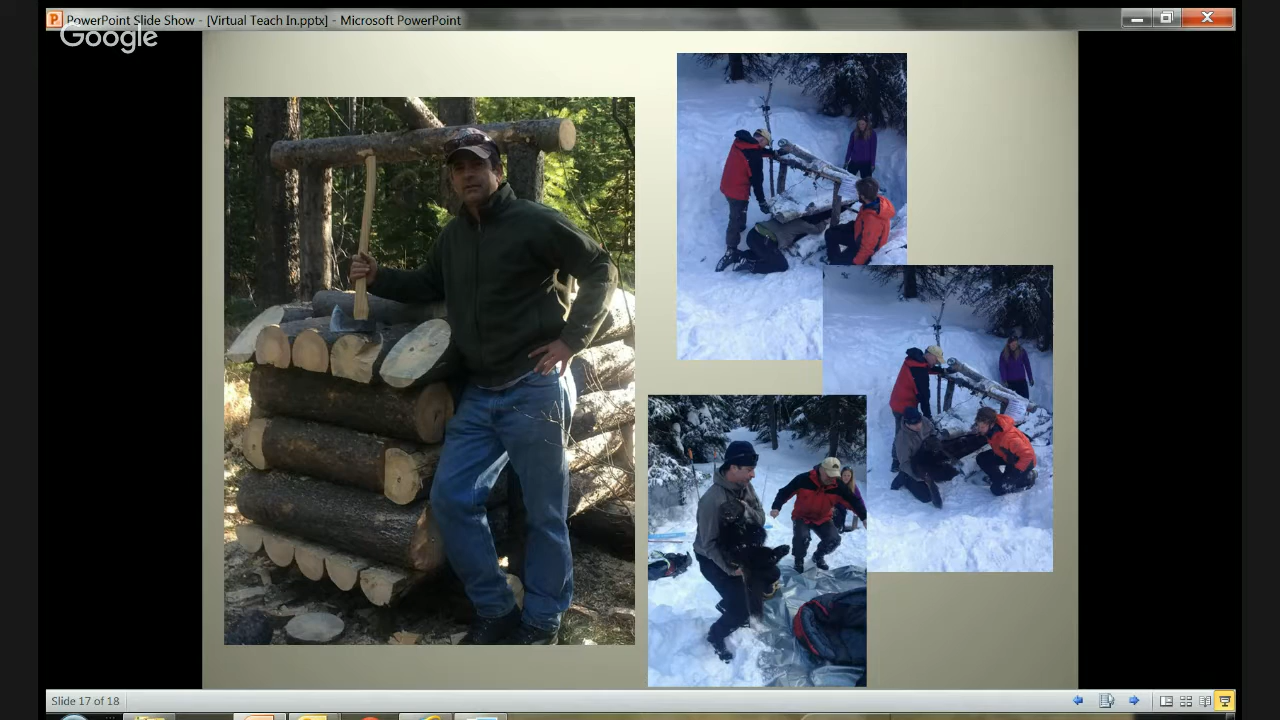 PowerPoint Slide Show - [Virtual Teach In.pptx] - Microsoft PowerPoint
Google
Slide 17 of 18